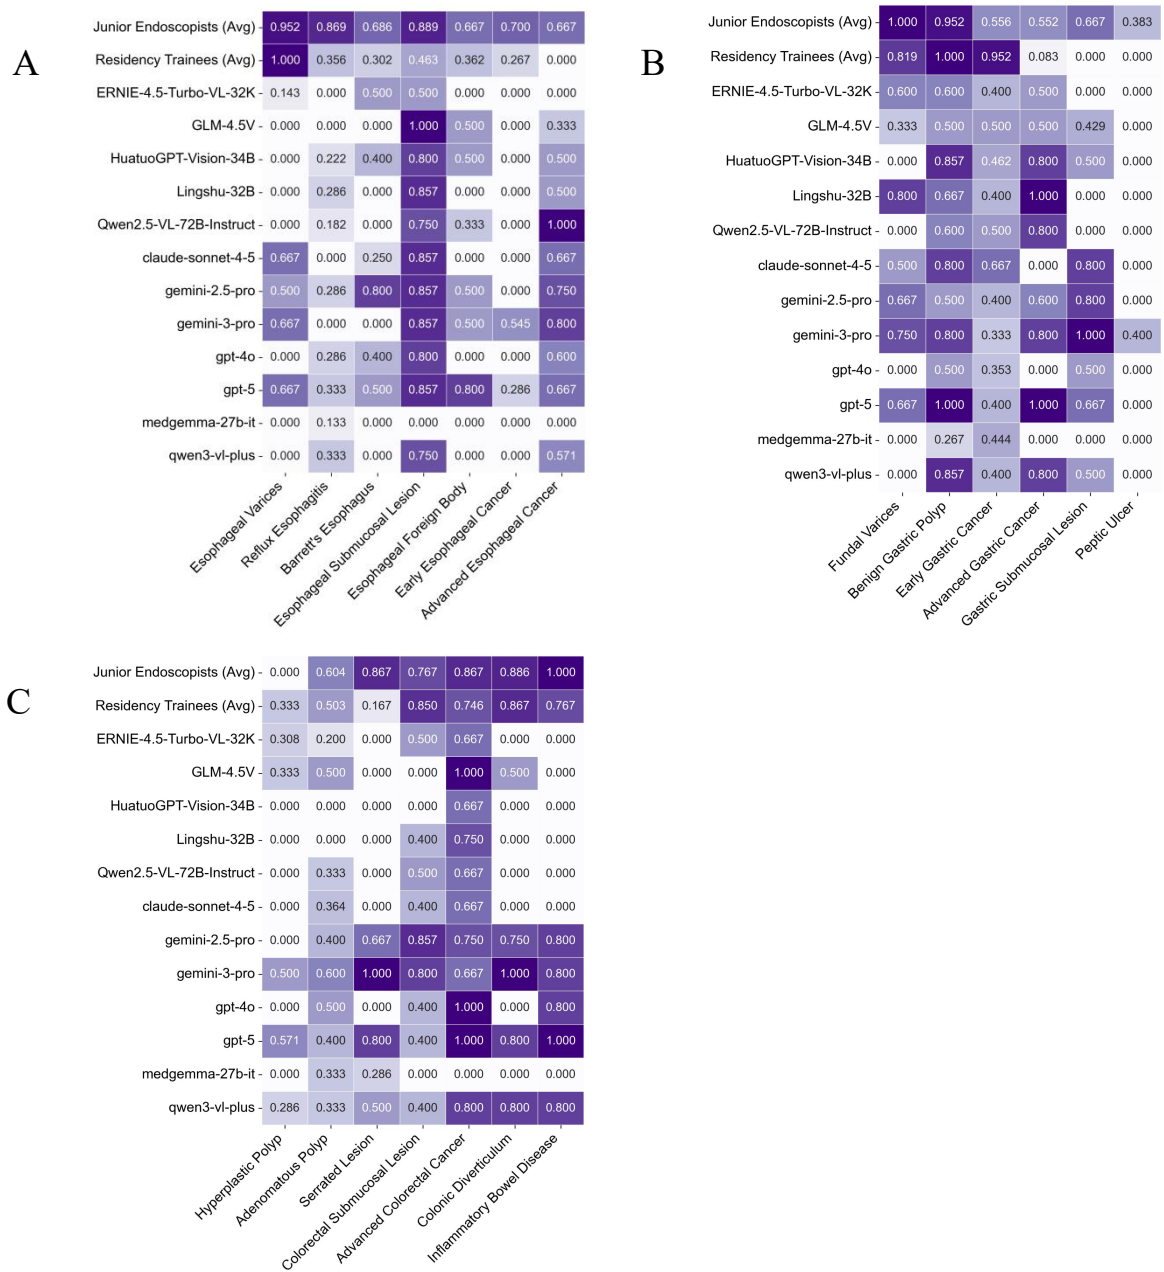 A
Junior Endoscopists (Avg) 0.952 0.869 0.686 0.889 0.667 0.700 0.667
Residency Trainees (Avg) 1.000 0.356 0.302 0.463 0.362 0.267 0.000
ERNIE-4.5-Turbo-VL-32K 0.143 0.000 0.500 0.500 0.000 0.000 0.000
GLM-4.5V 0.000 0.000 0.000 1.000 0.500 0.000 0.333
HuatuoGPT-Vision-34B 0.000 0.222 0.400 0.800 0.500 0.000 0.500
Lingshu-32B 0.000 0.286 0.000 0.857 0.000 0.000 0.500
Qwen2.5-VL-72B-Instruct 0.000 0.182 0.000 0.750 0.333 0.000 1.000
claude-sonnet-4-5 0.667 0.000 0.250 0.857 0.000 0.000 0.667
gemini-2.5-pro 0.500 0.286 0.800 0.857 0.500 0.000 0.750
gemini-3-pro 0.667 0.000 0.000 0.857 0.500 0.545 0.800
gpt-4o 0.000 0.286 0.400 0.800 0.000 0.000 0.600
gpt-5 0.667 0.333 0.500 0.857 0.800 0.286 0.667
medgemma-27b-it 0.000 0.133 0.000 0.000 0.000 0.000 0.000
qwen3-vl-plus 0.000 0.333 0.000 0.750 0.000 0.000 0.571
Esophageal Varices
Reflux Esophagitis
Barrett's Esophagus
Esophageal Submucosal Lesion
Esophageal Foreign Body
Early Esophageal Cancer
Advanced Esophageal Cancer
B
Junior Endoscopists (Avg) 1.000 0.952 0.556 0.552 0.667 0.383
Residency Trainees (Avg) 0.819 1.000 0.952 0.083 0.000 0.000
ERNIE-4.5-Turbo-VL-32K 0.600 0.600 0.400 0.500 0.000 0.000
GLM-4.5V 0.333 0.500 0.500 0.500 0.429 0.000
HuatuoGPT-Vision-34B 0.000 0.857 0.462 0.800 0.500 0.000
Lingshu-32B 0.800 0.667 0.400 1.000 0.000 0.000
Qwen2.5-VL-72B-Instruct 0.000 0.600 0.500 0.800 0.000 0.000
claude-sonnet-4-5 0.500 0.800 0.667 0.000 0.800 0.000
gemini-2.5-pro 0.667 0.500 0.400 0.600 0.800 0.000
gemini-3-pro 0.750 0.800 0.333 0.800 1.000 0.400
gpt-4o 0.000 0.500 0.353 0.000 0.500 0.000
gpt-5 0.667 1.000 0.400 1.000 0.667 0.000
medgemma-27b-it 0.000 0.267 0.444 0.000 0.000 0.000
qwen3-vl-plus 0.000 0.857 0.400 0.800 0.500 0.000
Fundal Varices
Benign Gastric Polyp
Early Gastric Cancer
Advanced Gastric Cancer
Gastric Submucosal Lesion
Peptic Ulcer
C
Junior Endoscopists (Avg) 0.000 0.604 0.867 0.767 0.867 0.886 1.000
Residency Trainees (Avg) 0.333 0.503 0.167 0.850 0.746 0.867 0.767
ERNIE-4.5-Turbo-VL-32K 0.308 0.200 0.000 0.500 0.667 0.000 0.000
GLM-4.5V 0.333 0.500 0.000 0.000 1.000 0.500 0.000
HuatuoGPT-Vision-34B 0.000 0.000 0.000 0.000 0.667 0.000 0.000
Lingshu-32B 0.000 0.000 0.000 0.400 0.750 0.000 0.000
Qwen2.5-VL-72B-Instruct 0.000 0.333 0.000 0.500 0.667 0.000 0.000
claude-sonnet-4-5 0.000 0.364 0.000 0.400 0.667 0.000 0.000
gemini-2.5-pro 0.000 0.400 0.667 0.857 0.750 0.750 0.800
gemini-3-pro 0.500 0.600 1.000 0.800 0.667 1.000 0.800
gpt-4o 0.000 0.500 0.000 0.400 1.000 0.000 0.800
gpt-5 0.571 0.400 0.800 0.400 1.000 0.800 1.000
medgemma-27b-it 0.000 0.333 0.286 0.000 0.000 0.000 0.000
qwen3-vl-plus 0.286 0.333 0.500 0.400 0.800 0.800 0.800
Hyperplastic Polyp
Adenomatous Polyp
Serrated Lesion
Colorectal Submucosal Lesion
Advanced Colorectal Cancer
Colonic Diverticulum
Inflammatory Bowel Disease